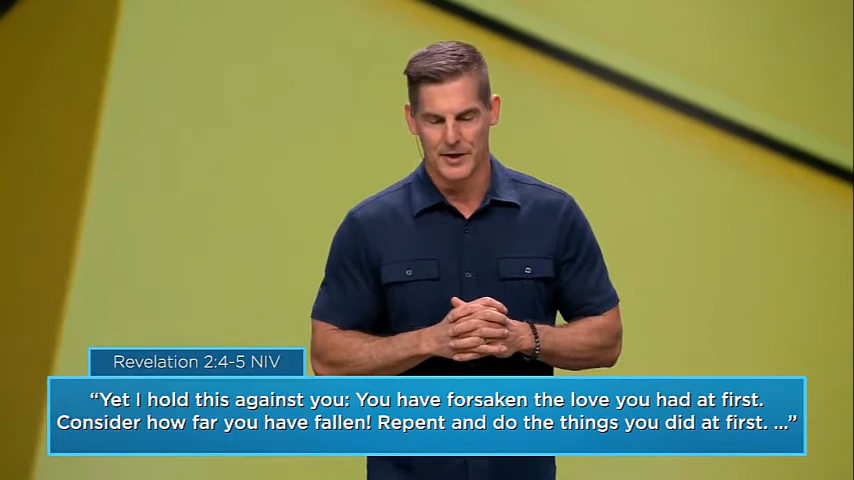 Revelation 2:4-5 NIV
“Yet I hold this against you: You have forsaken the love you had at first.
Consider how far you have fallen! Repent and do the things you did at first. ...”